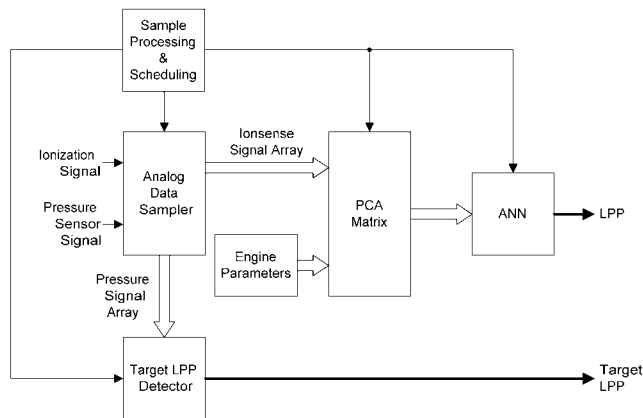 Sample
Processing
&
Scheduling
Ionsense
Signal Array
Ionization
Signal
Analog
Data
Sampler
Pressure
Sensor
Signal
PCA
Matrix
ANN
LPP
Engine
Parameters
Pressure
Signal
Array
Target LPP
Detector
Target
LPP